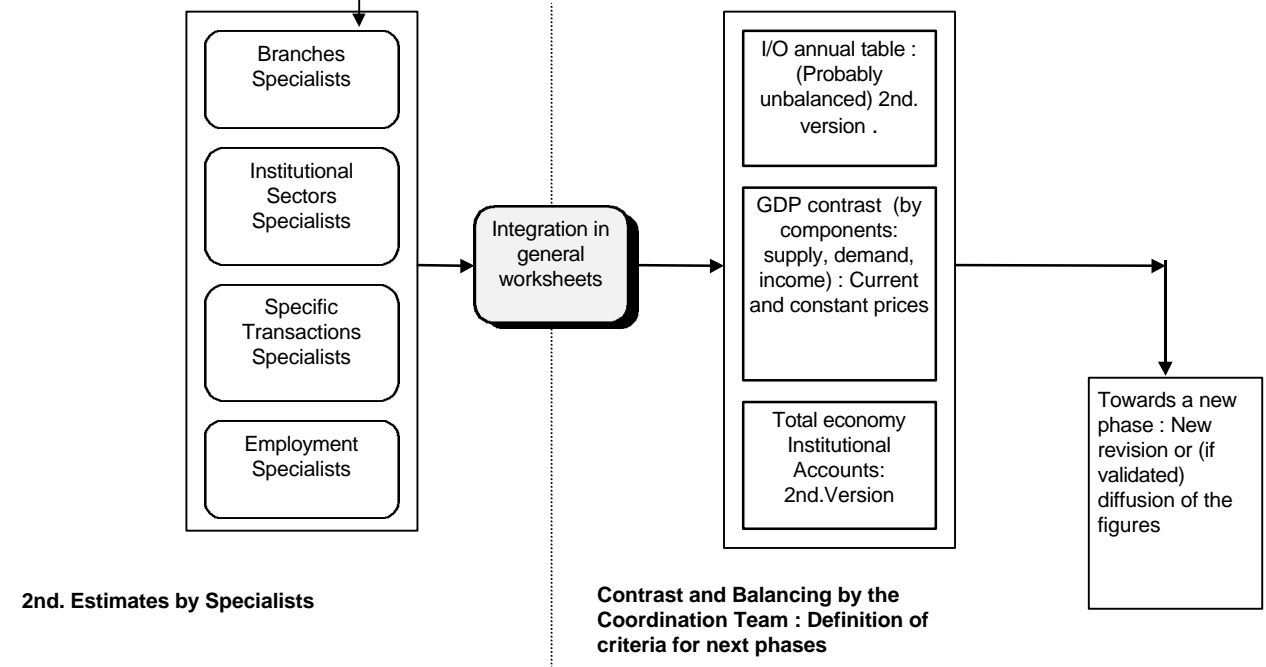 Branches
Specialists
Institutional
Sectors
Specialists
Specific
Transactions
Specialists
Employment
Specialists
Integration in
general
worksheets
I/O annual table :
(Probably
unbalanced) 2nd.
version .
GDP contrast (by
components:
supply, demand,
income) : Current
and constant prices
Total economy
Institutional
Accounts:
2nd.Version
Towards a new
phase : New
revision or (if
validated)
diffusion of the
figures
2nd. Estimates by Specialists
Contrast and Balancing by the
Coordination Team : Definition of
criteria for next phases